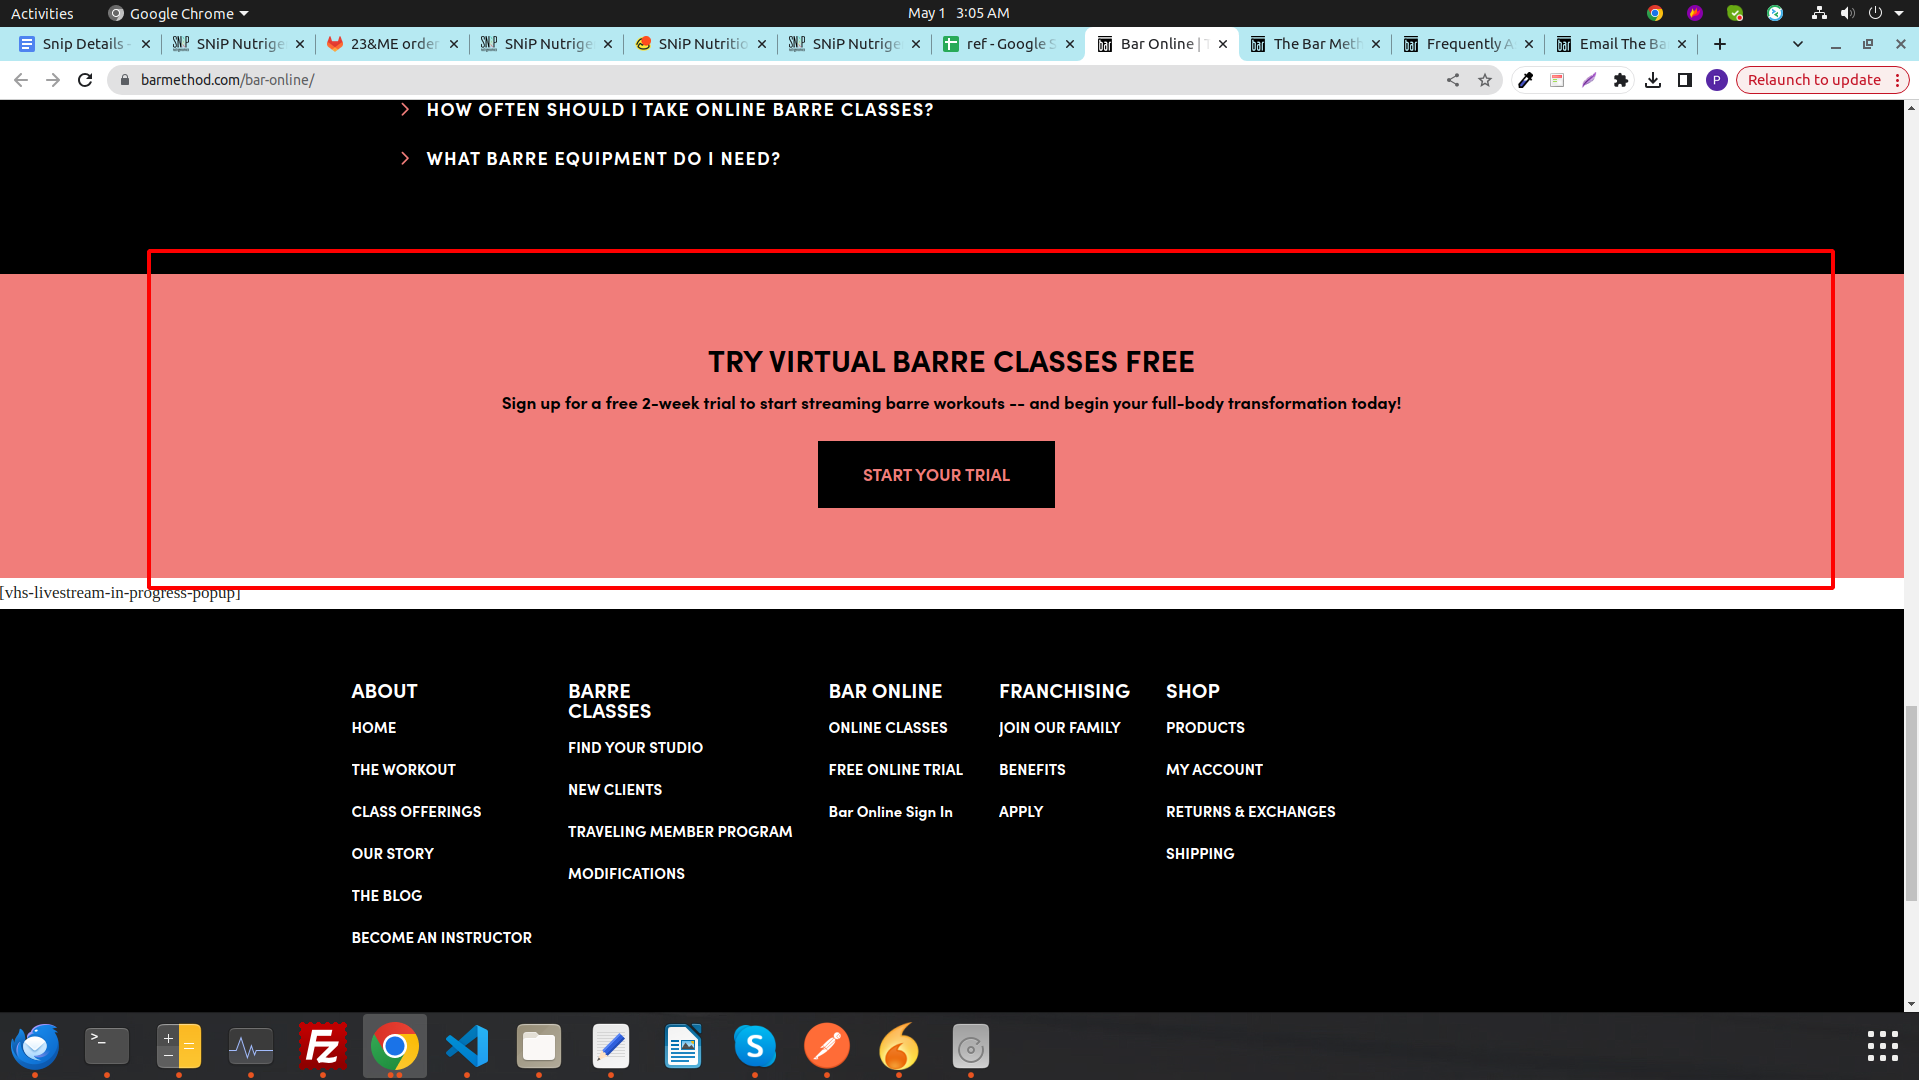 Activities
Google Chrome
May 1 3:05 AM
Snip Details -
SNiP Nutrige
23&ME order
SNiP Nutrige
SNiP Nutritio
SNiP Nutrige
ref - Google S
Bar Online | T
The Bar Meth
Frequently A
Email The Ba
barmethod.com/bar-online/
P
Relaunch to update
HOW OFTEN SHOULD I TAKE ONLINE BARRE CLASSES?
WHAT BARRE EQUIPMENT DO I NEED?
TRY VIRTUAL BARRE CLASSES FREE
Sign up for a free 2-week trial to start streaming barre workouts -- and begin your full-body transformation today!
START YOUR TRIAL
[vhs-livestream-in-progress-popup]
ABOUT
HOME
THE WORKOUT
CLASS OFFERINGS
OUR STORY
THE BLOG
BECOME AN INSTRUCTOR
BARRE
CLASSES
FIND YOUR STUDIO
NEW CLIENTS
TRAVELING MEMBER PROGRAM
MODIFICATIONS
BAR ONLINE
ONLINE CLASSES
FREE ONLINE TRIAL
Bar Online Sign In
FRANCHISING
JOIN OUR FAMILY
BENEFITS
APPLY
SHOP
PRODUCTS
MY ACCOUNT
RETURNS & EXCHANGES
SHIPPING